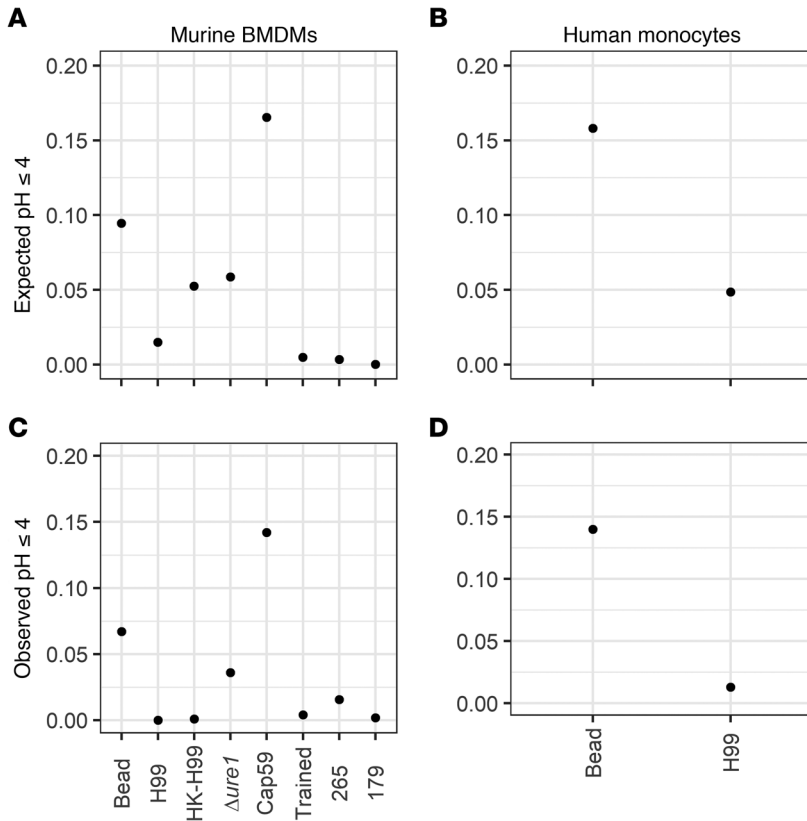 A
Murine BMDMs
B
Human monocytes
Expected pH ≤ 4
0.20
0.15
0.10
0.05
0.00
0.20
0.15
0.10
0.05
0.00
C
D
Observed pH ≤ 4
0.20
0.15
0.10
0.05
0.00
0.20
0.15
0.10
0.05
0.00
Bead
H99
HK-H99
Δure1
Cap59
Trained
265
179
Bead
H99